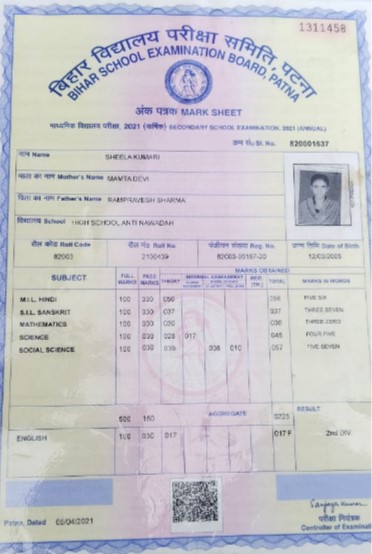 1311458
बिहार विद्यालय परीक्षा समिति, पटना
BIHAR SCHOOL EXAMINATION BOARD, PATNA
अंक पत्रक MARK SHEET
माध्यमिक विद्यालय परीक्षा, 2021 (वार्षिक) SECONDARY SCHOOL EXAMINATION, 2021 (ANNUAL)
क्रम सं० Sl. No. 820001637
नाम Name SHEELA KUMARI
माता का नाम Mother's Name MAMTA DEVI
पिता का नाम Father's Name RAMPRAVESH SHARMA
विद्यालय School HIGH SCHOOL ANTI NAWADAH
रौल कोड Roll Code रौल नं० Roll No. पंजीयन संख्या Reg. No. जन्म तिथि Date of Birth
82003 2100439 12/03/2005
MARKS OBTAINED
SUBJECT FULL MARKS PASS MARKS THEORY INTERNAL ASSESSMENT REG. TOTAL MARKS IN WORDS
M.I.L. HINDI 100 030 056 056 FIVE SIX
S.I.L. SANSKRIT 100 030 037 037 THREE SEVEN
MATHEMATICS 100 030 030 030 THREE ZERO
SCIENCE 100 030 028 017 045 FOUR FIVE
SOCIAL SCIENCE 100 030 039 008 010 057 FIVE SEVEN
500 150 AGGREGATE 0225 RESULT
ENGLISH 100 030 017 017 F 2nd DIV.
Patna, Dated 05/04/2021
परीक्षा नियंत्रक
Controller of Examinat